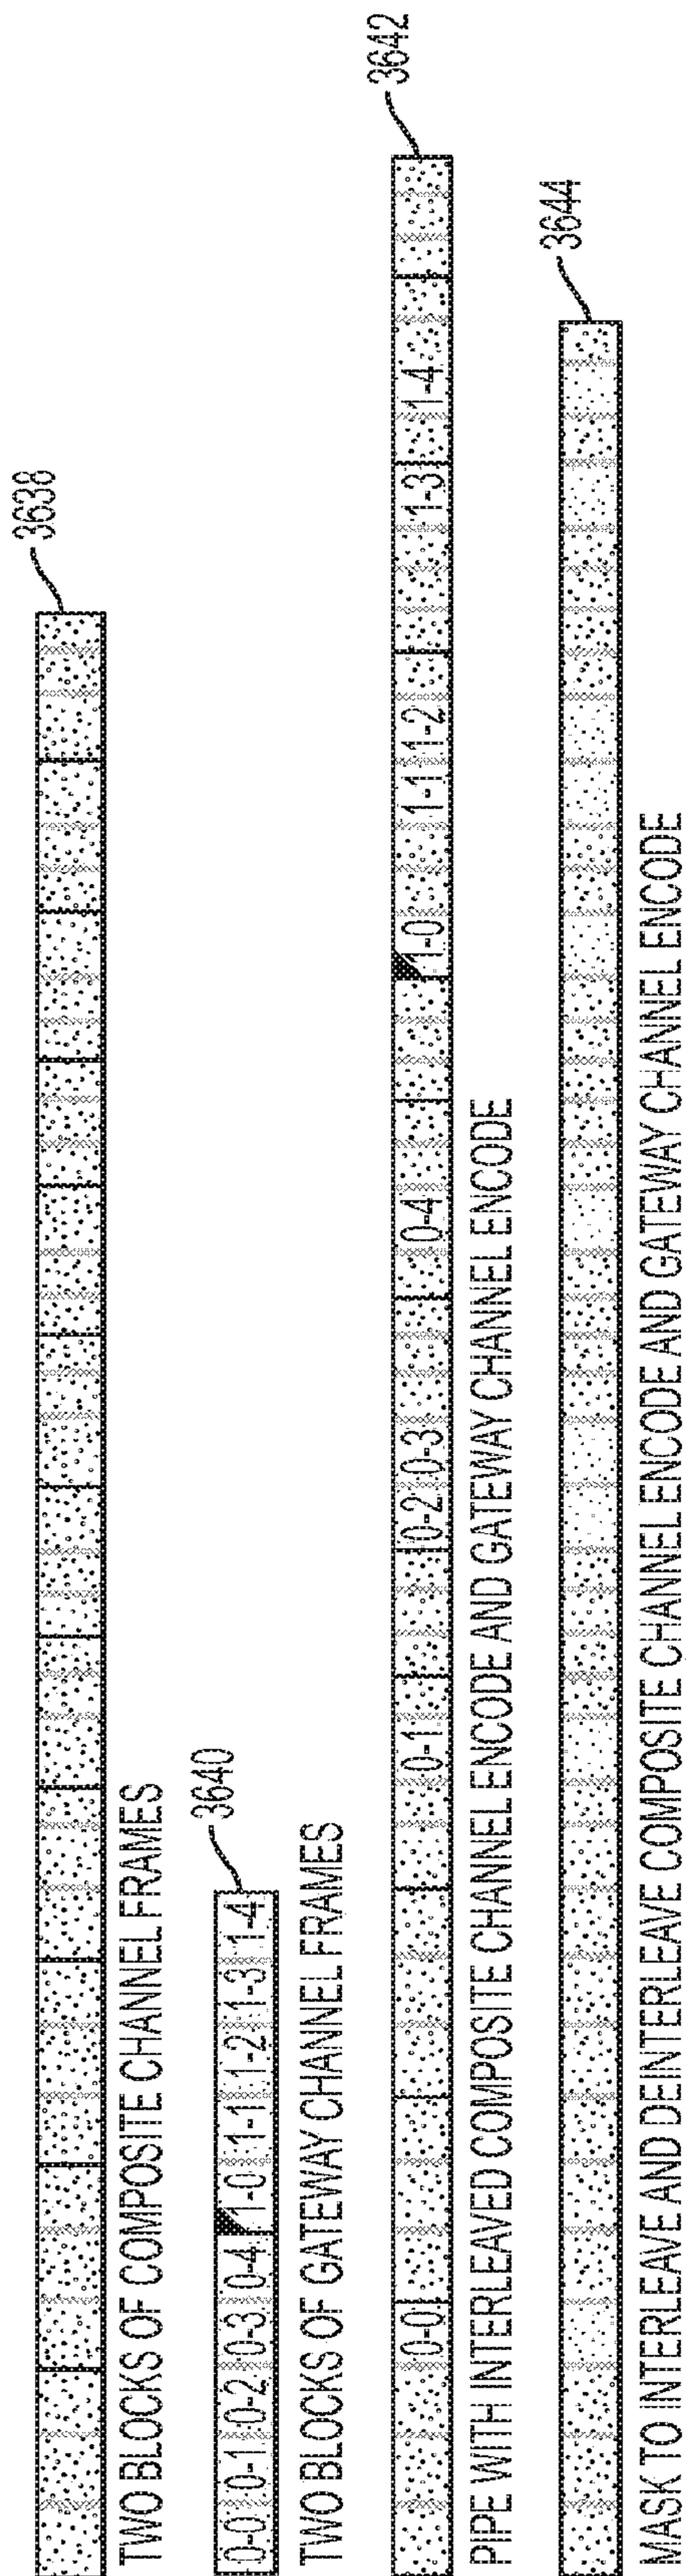 3638
TWO BLOCKS OF COMPOSITE CHANNEL FRAMES
3640
0-0 0-1 0-2 0-3 0-4 1-0 1-1 1-2 1-3 1-4
TWO BLOCKS OF GATEWAY CHANNEL FRAMES
3642
0-0 0-1 0-2 0-3 0-4 1-0 1-1 1-2 1-3 1-4
PIPE WITH INTERLEAVED COMPOSITE CHANNEL ENCODE AND GATEWAY CHANNEL ENCODE
3644
MASK TO INTERLEAVE AND DEINTERLEAVE COMPOSITE CHANNEL ENCODE AND GATEWAY CHANNEL ENCODE